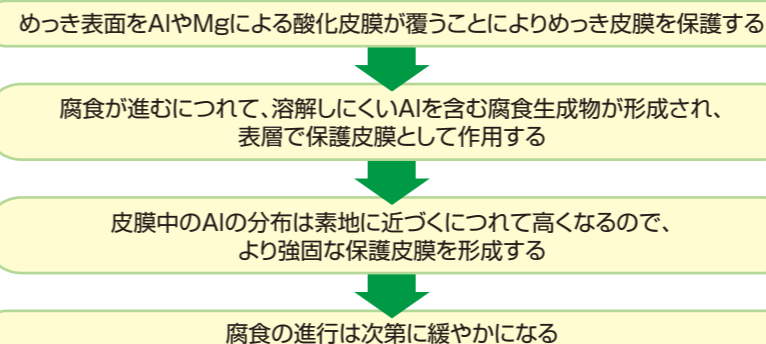 めっき表面をAlやMgによる酸化皮膜が覆うことによりめっき皮膜を保護する
腐食が進むにつれて、溶解しにくいAlを含む腐食生成物が形成され、
表層で保護皮膜として作用する
皮膜中のAlの分布は素地に近づくにつれて高くなるので、
より強固な保護皮膜を形成する
腐食の進行は次第に緩やかになる